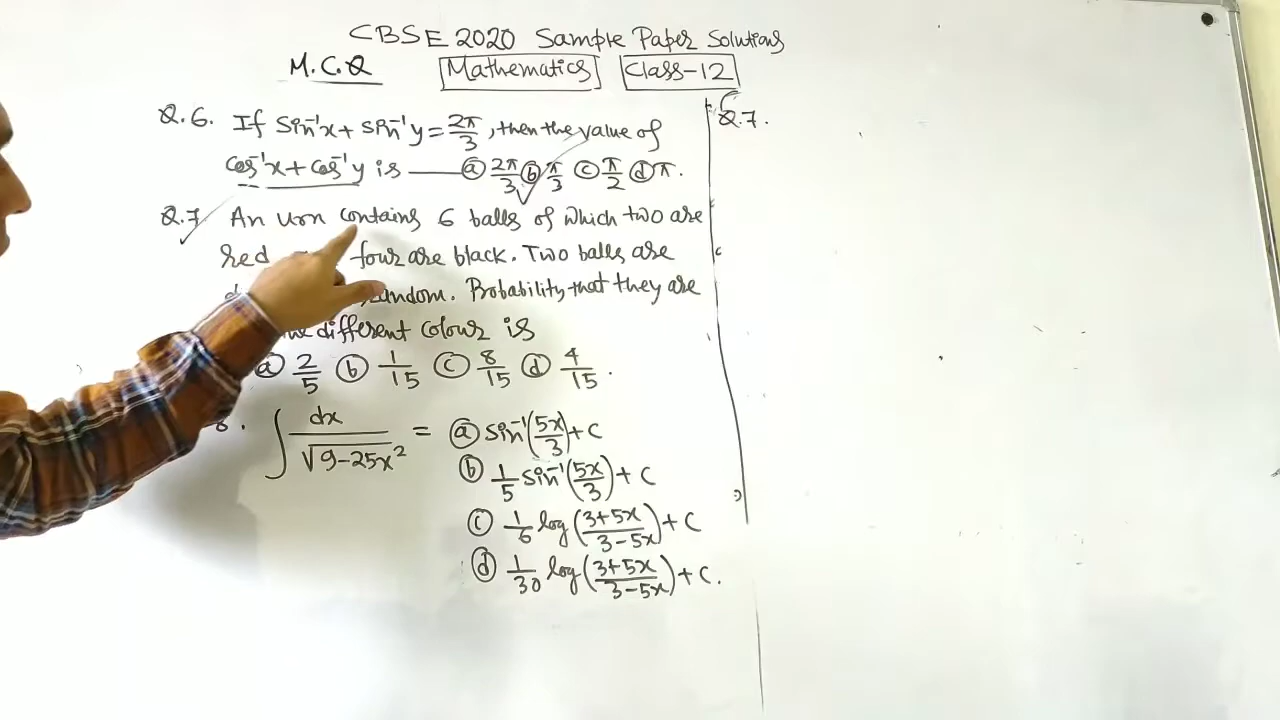 CBSE 2020 Sample Paper Solutions
M.C.Q Mathematics Class-12
Q.6. If Sin⁻¹x + Sin⁻¹y = 2π/3, then the value of
Cos⁻¹x + Cos⁻¹y is ——— ⓐ 2π/3 ⓑ π/3 ⓒ π/2 ⓓ π.
Q.7 An Urn contains 6 balls of which two are
red four are black. Two balls are
random. Probability that they are
different colour is
ⓐ 2/5 ⓑ 1/15 ⓒ 8/15 ⓓ 4/15.
8. ∫ dx/√9-25x² = ⓐ Sin⁻¹(5x/3) + C
ⓑ 1/5 Sin⁻¹(5x/3) + C
ⓒ 1/6 log(3+5x/3-5x) + C
ⓓ 1/30 log(3+5x/3-5x) + C.
Q.7.